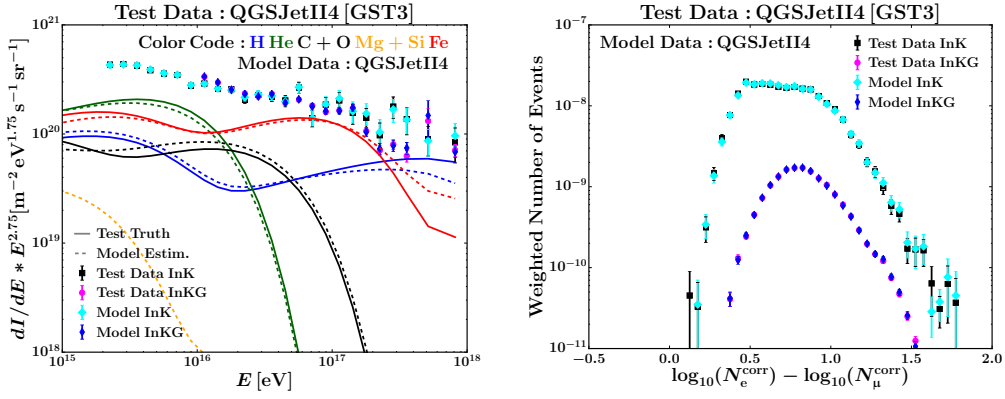 Test Data : QGSJetII4 [GST3]
Color Code : H He C + O Mg + Si Fe
Model Data : QGSJetII4
10^21
10^20
10^19
10^18
dI/dE * E^2.75 [m^−2 eV^1.75 s^−1 sr^−1]
Test Truth
Model Estim.
Test Data InK
Test Data InKG
Model InK
Model InKG
10^15 10^16 10^17 10^18
E [eV]
Test Data : QGSJetII4 [GST3]
Model Data : QGSJetII4
Test Data InK
Test Data InKG
Model InK
Model InKG
10^−7
10^−8
10^−9
10^−10
10^−11
Weighted Number of Events
−0.5 0.0 0.5 1.0 1.5 2.0
log_10(N_e^corr) − log_10(N_μ^corr)